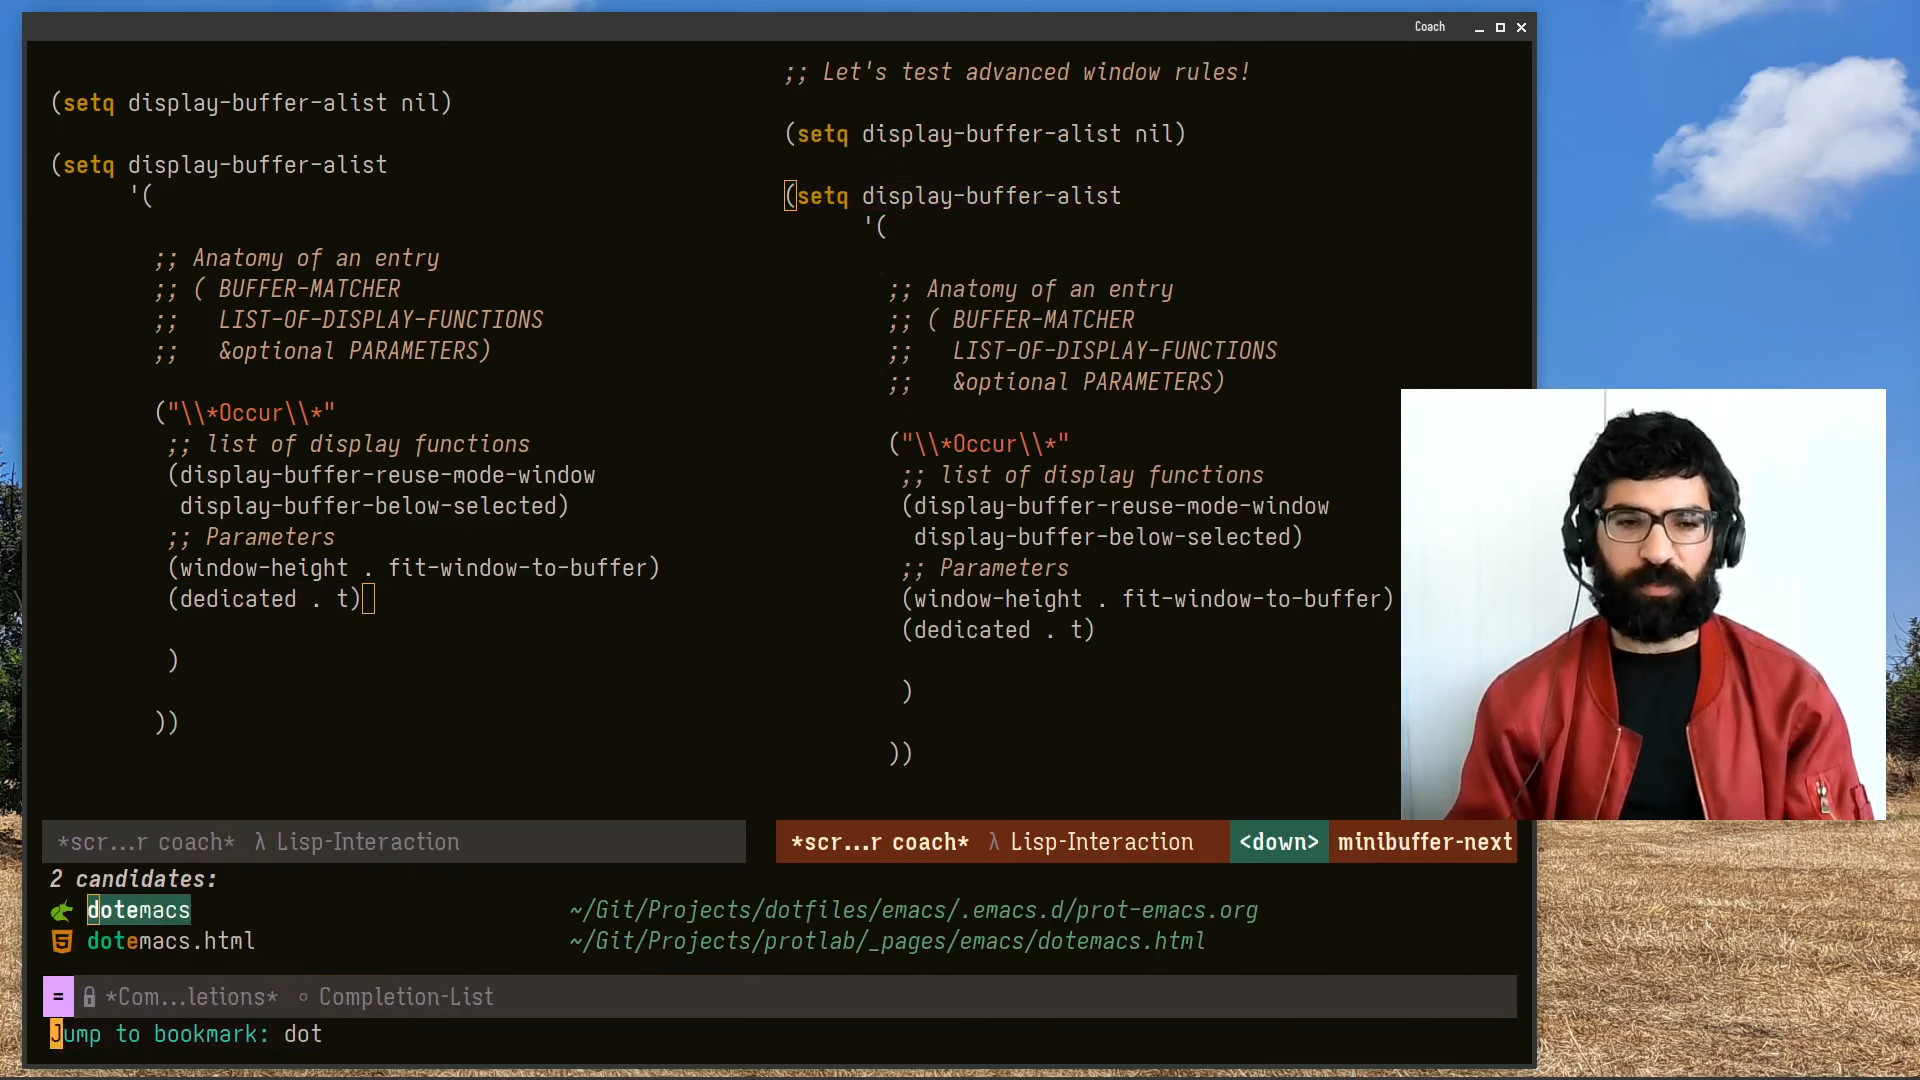 Coach
(setq display-buffer-alist nil)
(setq display-buffer-alist
'(
;; Anatomy of an entry
;; ( BUFFER-MATCHER
;;   LIST-OF-DISPLAY-FUNCTIONS
;;   &optional PARAMETERS)
("\\*Occur\\*"
;; list of display functions
(display-buffer-reuse-mode-window
display-buffer-below-selected)
;; Parameters
(window-height . fit-window-to-buffer)
(dedicated . t)
)
))
*scr...r coach* λ Lisp-Interaction
;; Let's test advanced window rules!
(setq display-buffer-alist nil)
(setq display-buffer-alist
'(
;; Anatomy of an entry
;; ( BUFFER-MATCHER
;;   LIST-OF-DISPLAY-FUNCTIONS
;;   &optional PARAMETERS)
("\\*Occur\\*"
;; list of display functions
(display-buffer-reuse-mode-window
display-buffer-below-selected)
;; Parameters
(window-height . fit-window-to-buffer)
(dedicated . t)
)
))
*scr...r coach* λ Lisp-Interaction <down> minibuffer-next
2 candidates:
dotemacs ~/Git/Projects/dotfiles/emacs/.emacs.d/prot-emacs.org
dotemacs.html ~/Git/Projects/protlab/_pages/emacs/dotemacs.html
= *Com...letions* ◦ Completion-List
Jump to bookmark: dot